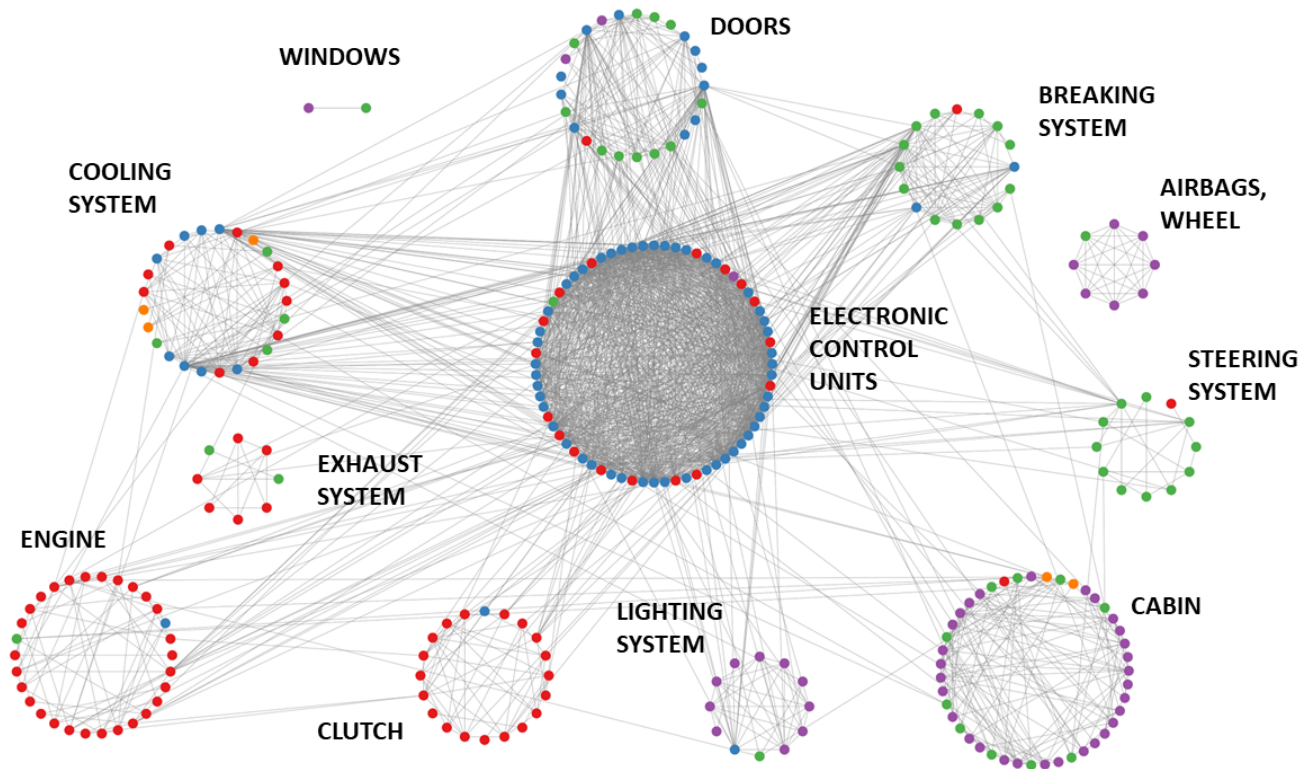 DOORS
WINDOWS
BREAKING
SYSTEM
COOLING
SYSTEM
AIRBAGS,
WHEEL
ELECTRONIC
CONTROL
UNITS
STEERING
SYSTEM
EXHAUST
SYSTEM
ENGINE
LIGHTING
SYSTEM
CABIN
CLUTCH